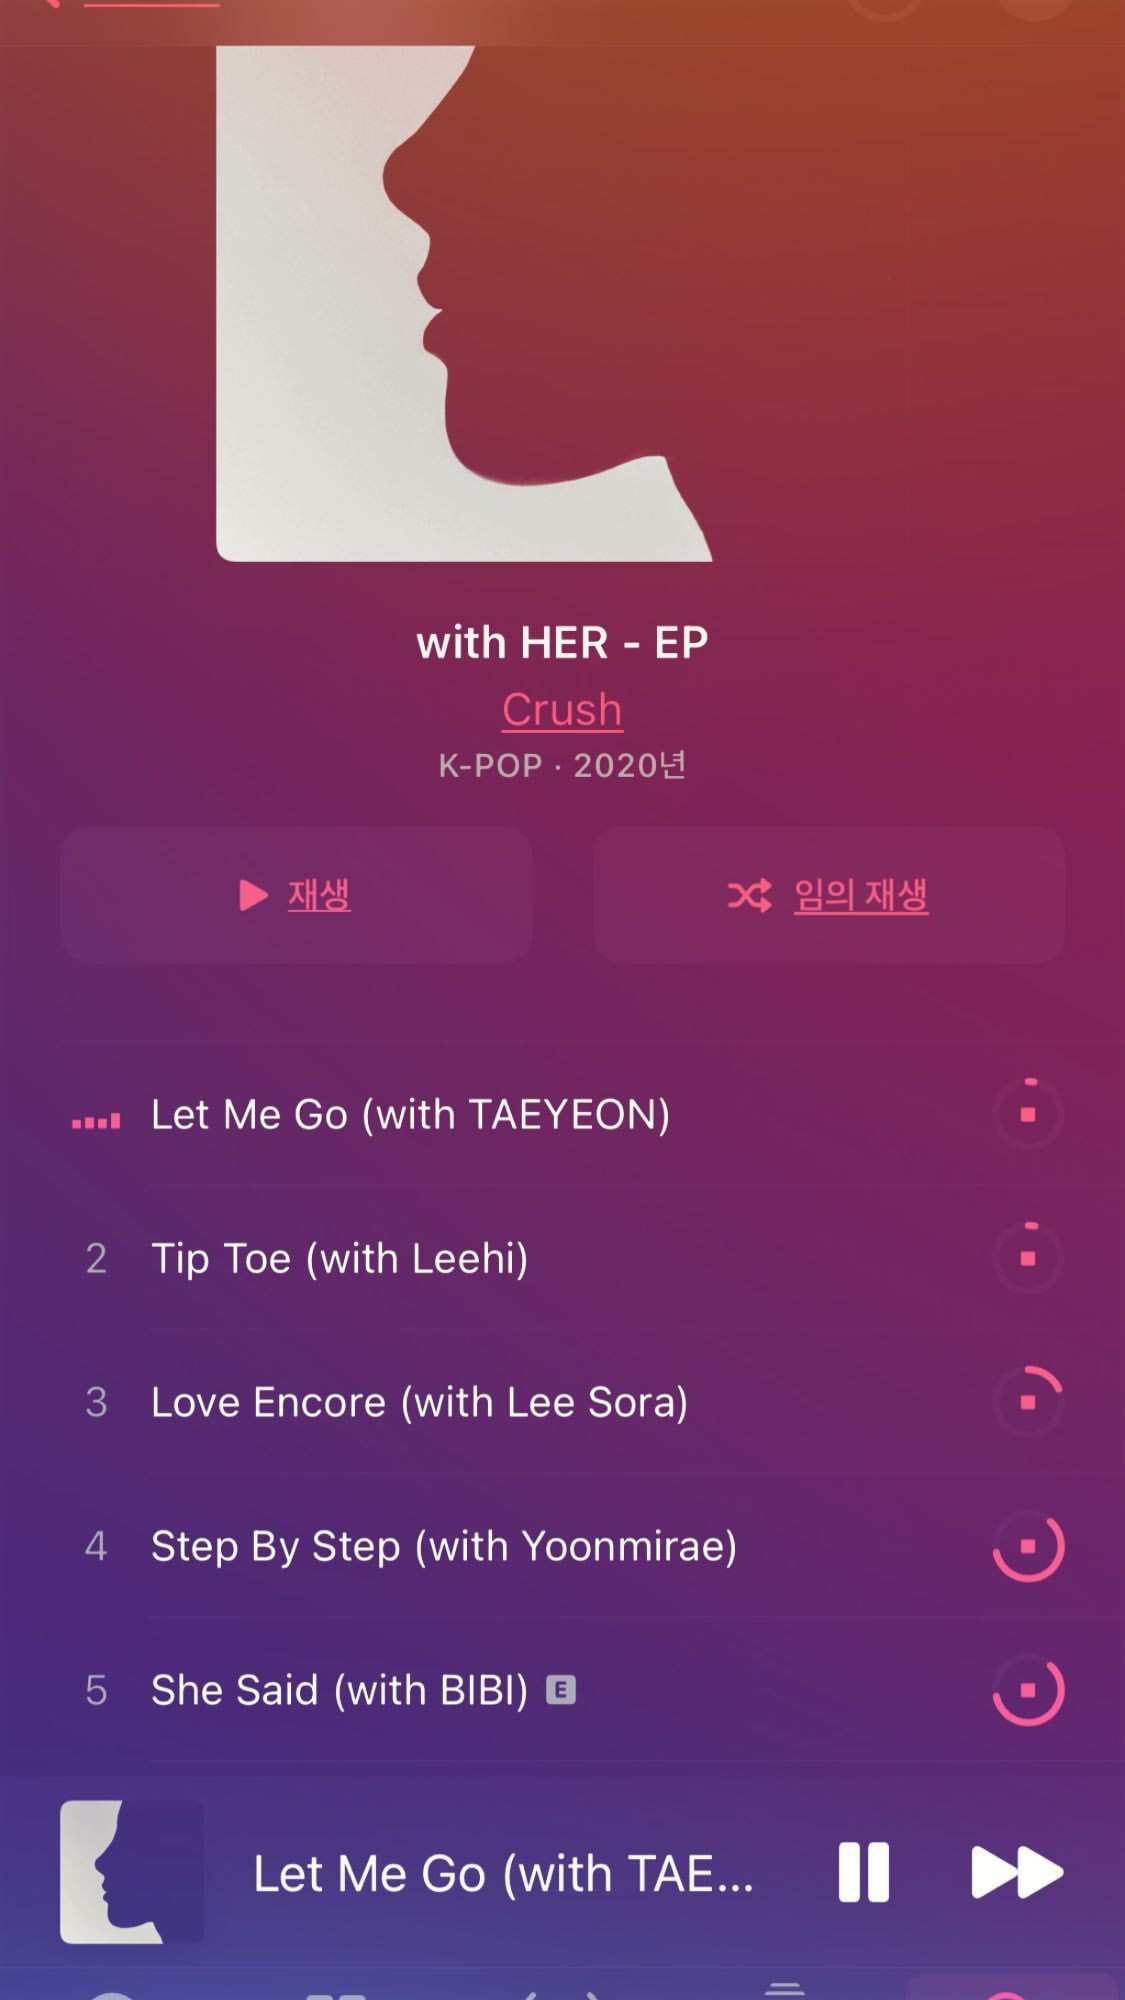 with HER - EP
Crush
K-POP · 2020년
재생
임의 재생
Let Me Go (with TAEYEON)
2 Tip Toe (with Leehi)
3 Love Encore (with Lee Sora)
4 Step By Step (with Yoonmirae)
5 She Said (with BIBI) E
Let Me Go (with TAE...